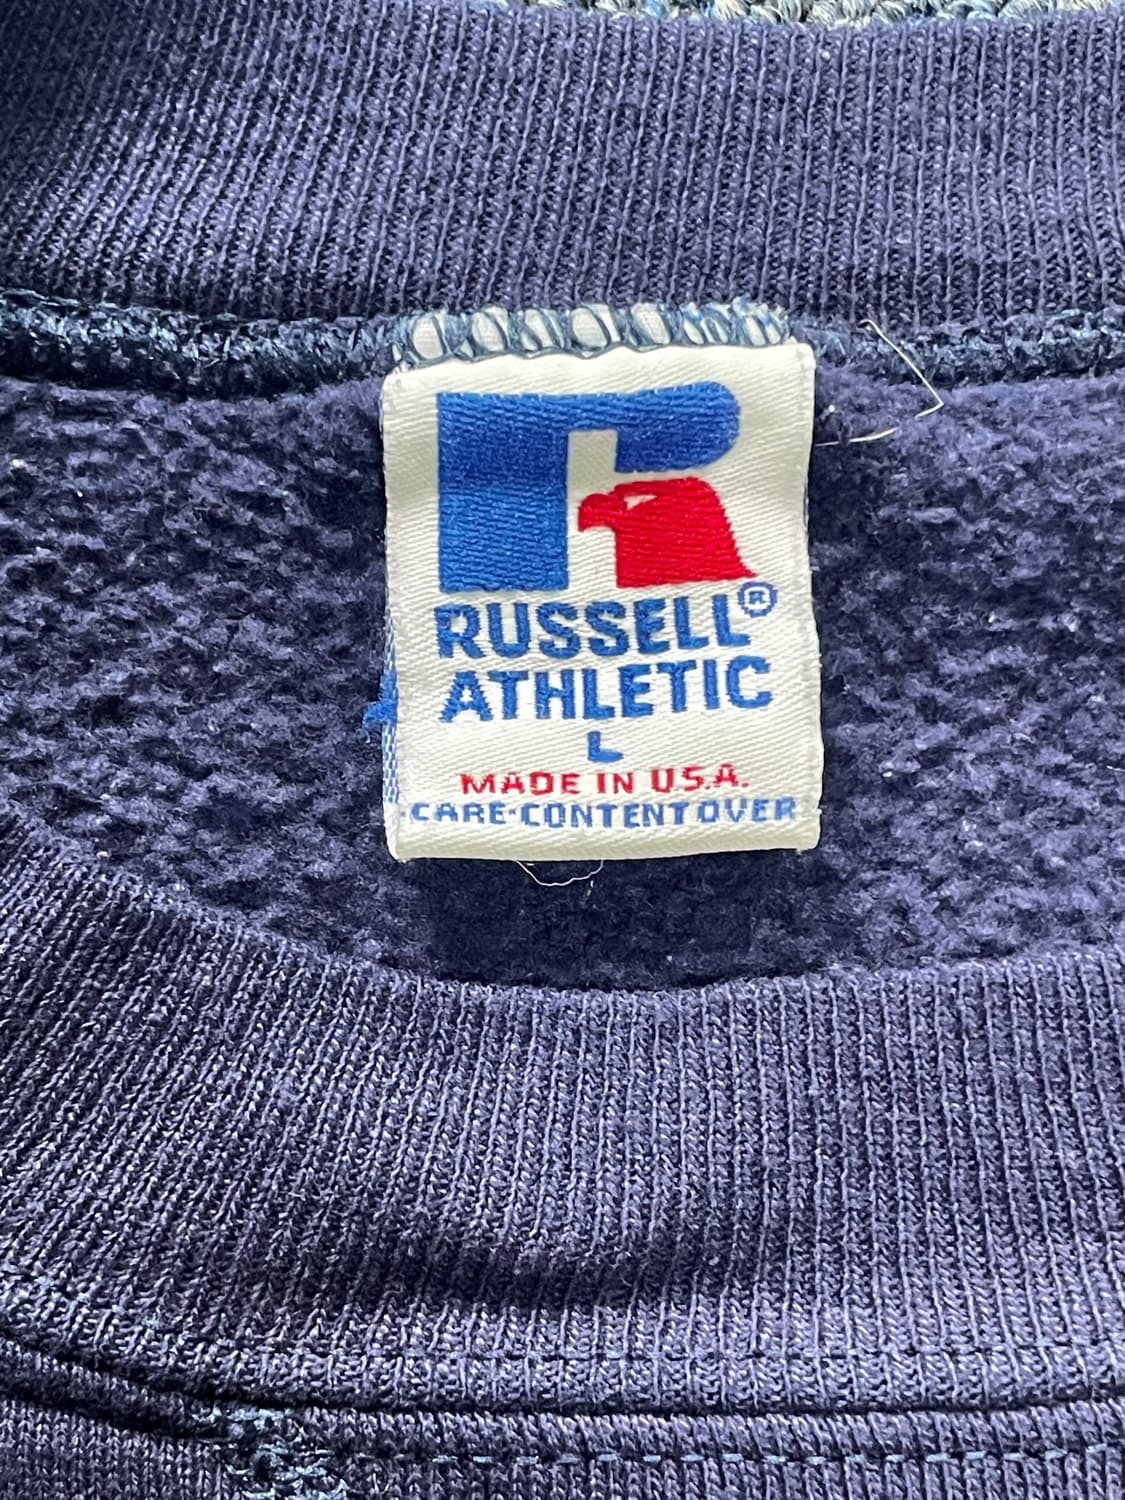 R
RUSSELL®
ATHLETIC
L
MADE IN U.S.A.
CARE·CONTENT OVER